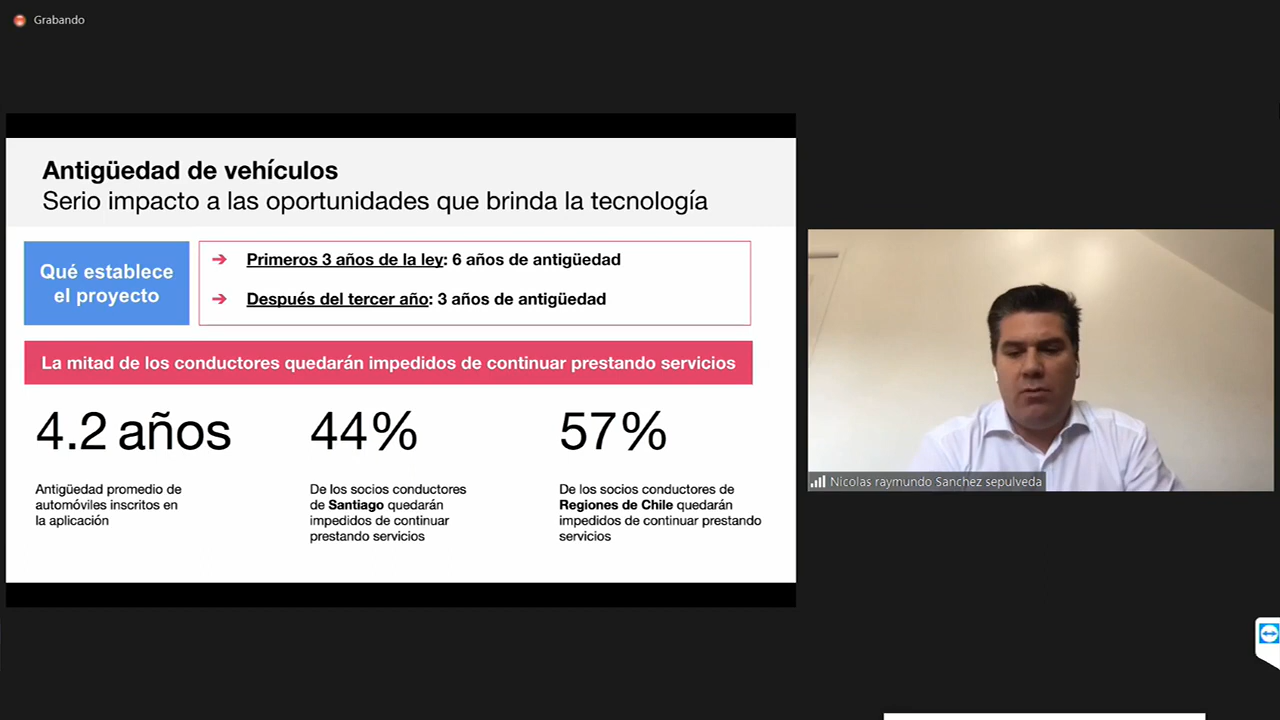 Grabando
Antigüedad de vehículos
Serio impacto a las oportunidades que brinda la tecnología
Qué establece
el proyecto
➔ Primeros 3 años de la ley: 6 años de antigüedad
➔ Después del tercer año: 3 años de antigüedad
La mitad de los conductores quedarán impedidos de continuar prestando servicios
4.2 años
Antigüedad promedio de
automóviles inscritos en
la aplicación
44%
De los socios conductores
de Santiago quedarán
impedidos de continuar
prestando servicios
57%
De los socios conductores de
Regiones de Chile quedarán
impedidos de continuar prestando
servicios
Nicolas raymundo Sanchez sepulveda